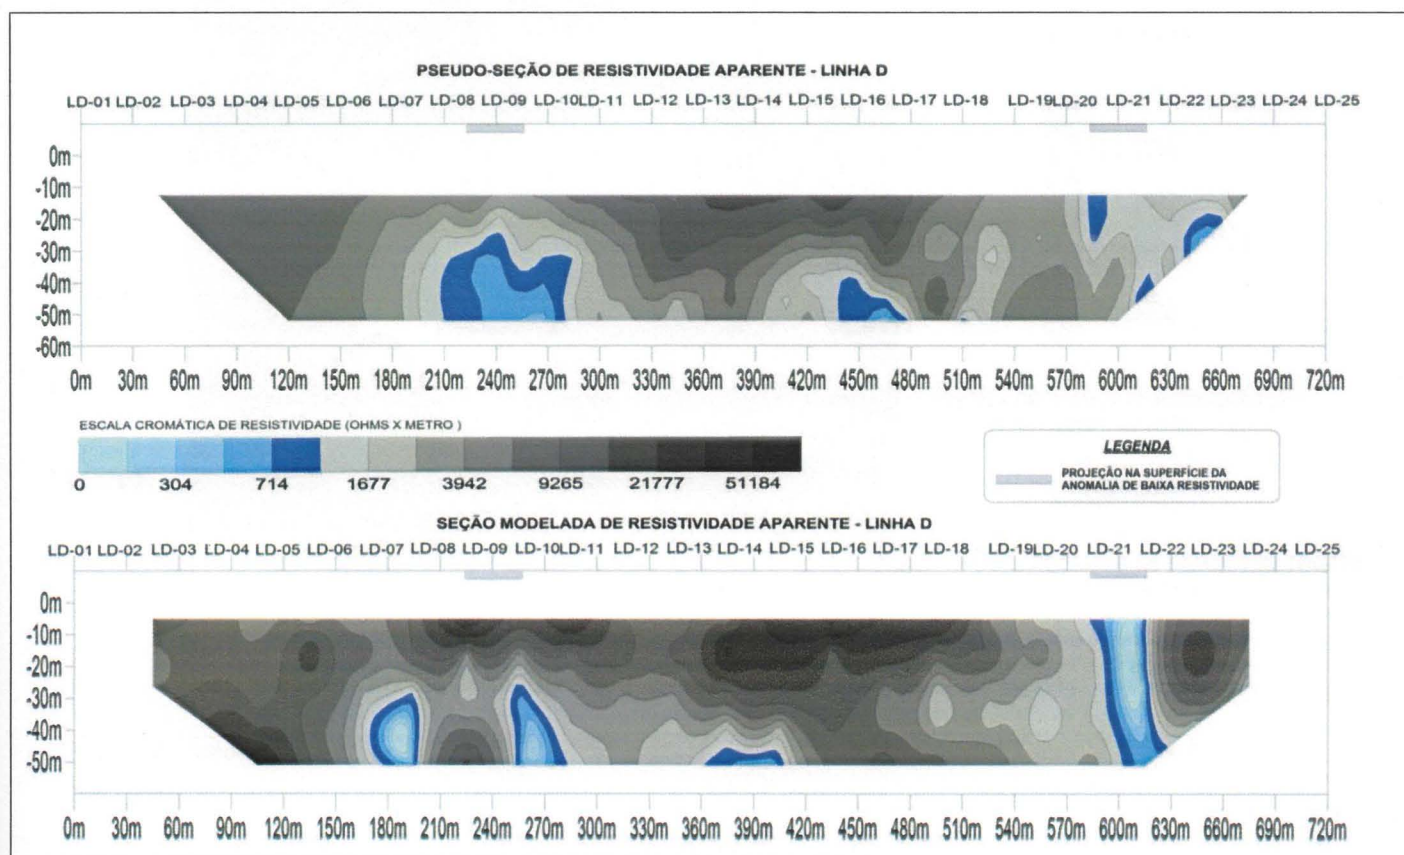 PSEUDO-SEÇÃO DE RESISTIVIDADE APARENTE - LINHA D
LD-01 LD-02 LD-03 LD-04 LD-05 LD-06 LD-07 LD-08 LD-09 LD-10 LD-11 LD-12 LD-13 LD-14 LD-15 LD-16 LD-17 LD-18 LD-19 LD-20 LD-21 LD-22 LD-23 LD-24 LD-25
0m
-10m
-20m
-30m
-40m
-50m
-60m
0m 30m 60m 90m 120m 150m 180m 210m 240m 270m 300m 330m 360m 390m 420m 450m 480m 510m 540m 570m 600m 630m 660m 690m 720m
ESCALA CROMÁTICA DE RESISTIVIDADE (OHMS X METRO )
0 304 714 1677 3942 9265 21777 51184
LEGENDA
PROJEÇÃO NA SUPERFÍCIE DA
ANOMALIA DE BAIXA RESISTIVIDADE
SEÇÃO MODELADA DE RESISTIVIDADE APARENTE - LINHA D
LD-01 LD-02 LD-03 LD-04 LD-05 LD-06 LD-07 LD-08 LD-09 LD-10 LD-11 LD-12 LD-13 LD-14 LD-15 LD-16 LD-17 LD-18 LD-19 LD-20 LD-21 LD-22 LD-23 LD-24 LD-25
0m
-10m
-20m
-30m
-40m
-50m
0m 30m 60m 90m 120m 150m 180m 210m 240m 270m 300m 330m 360m 390m 420m 450m 480m 510m 540m 570m 600m 630m 660m 690m 720m